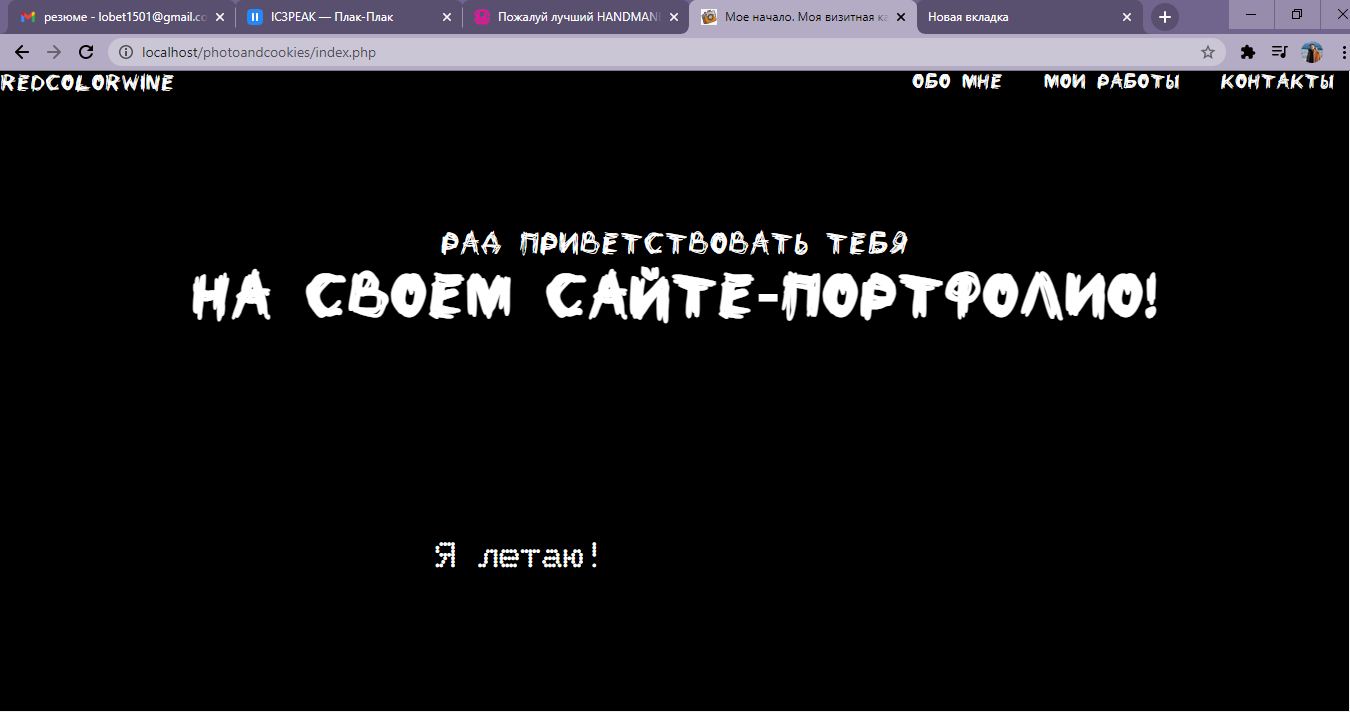 резюме - lobet1501@gmail.co
IC3PEAK — Плак-Плак
Пожалуй лучший HANDMAN
Мое начало. Моя визитная ка
Новая вкладка
localhost/photoandcookies/index.php
REDCOLORWINE
ОБО МНЕ
МОИ РАБОТЫ
КОНТАКТЫ
РАД ПРИВЕТСТВОВАТЬ ТЕБЯ
НА СВОЕМ САЙТЕ-ПОРТФОЛИО!
Я летаю!